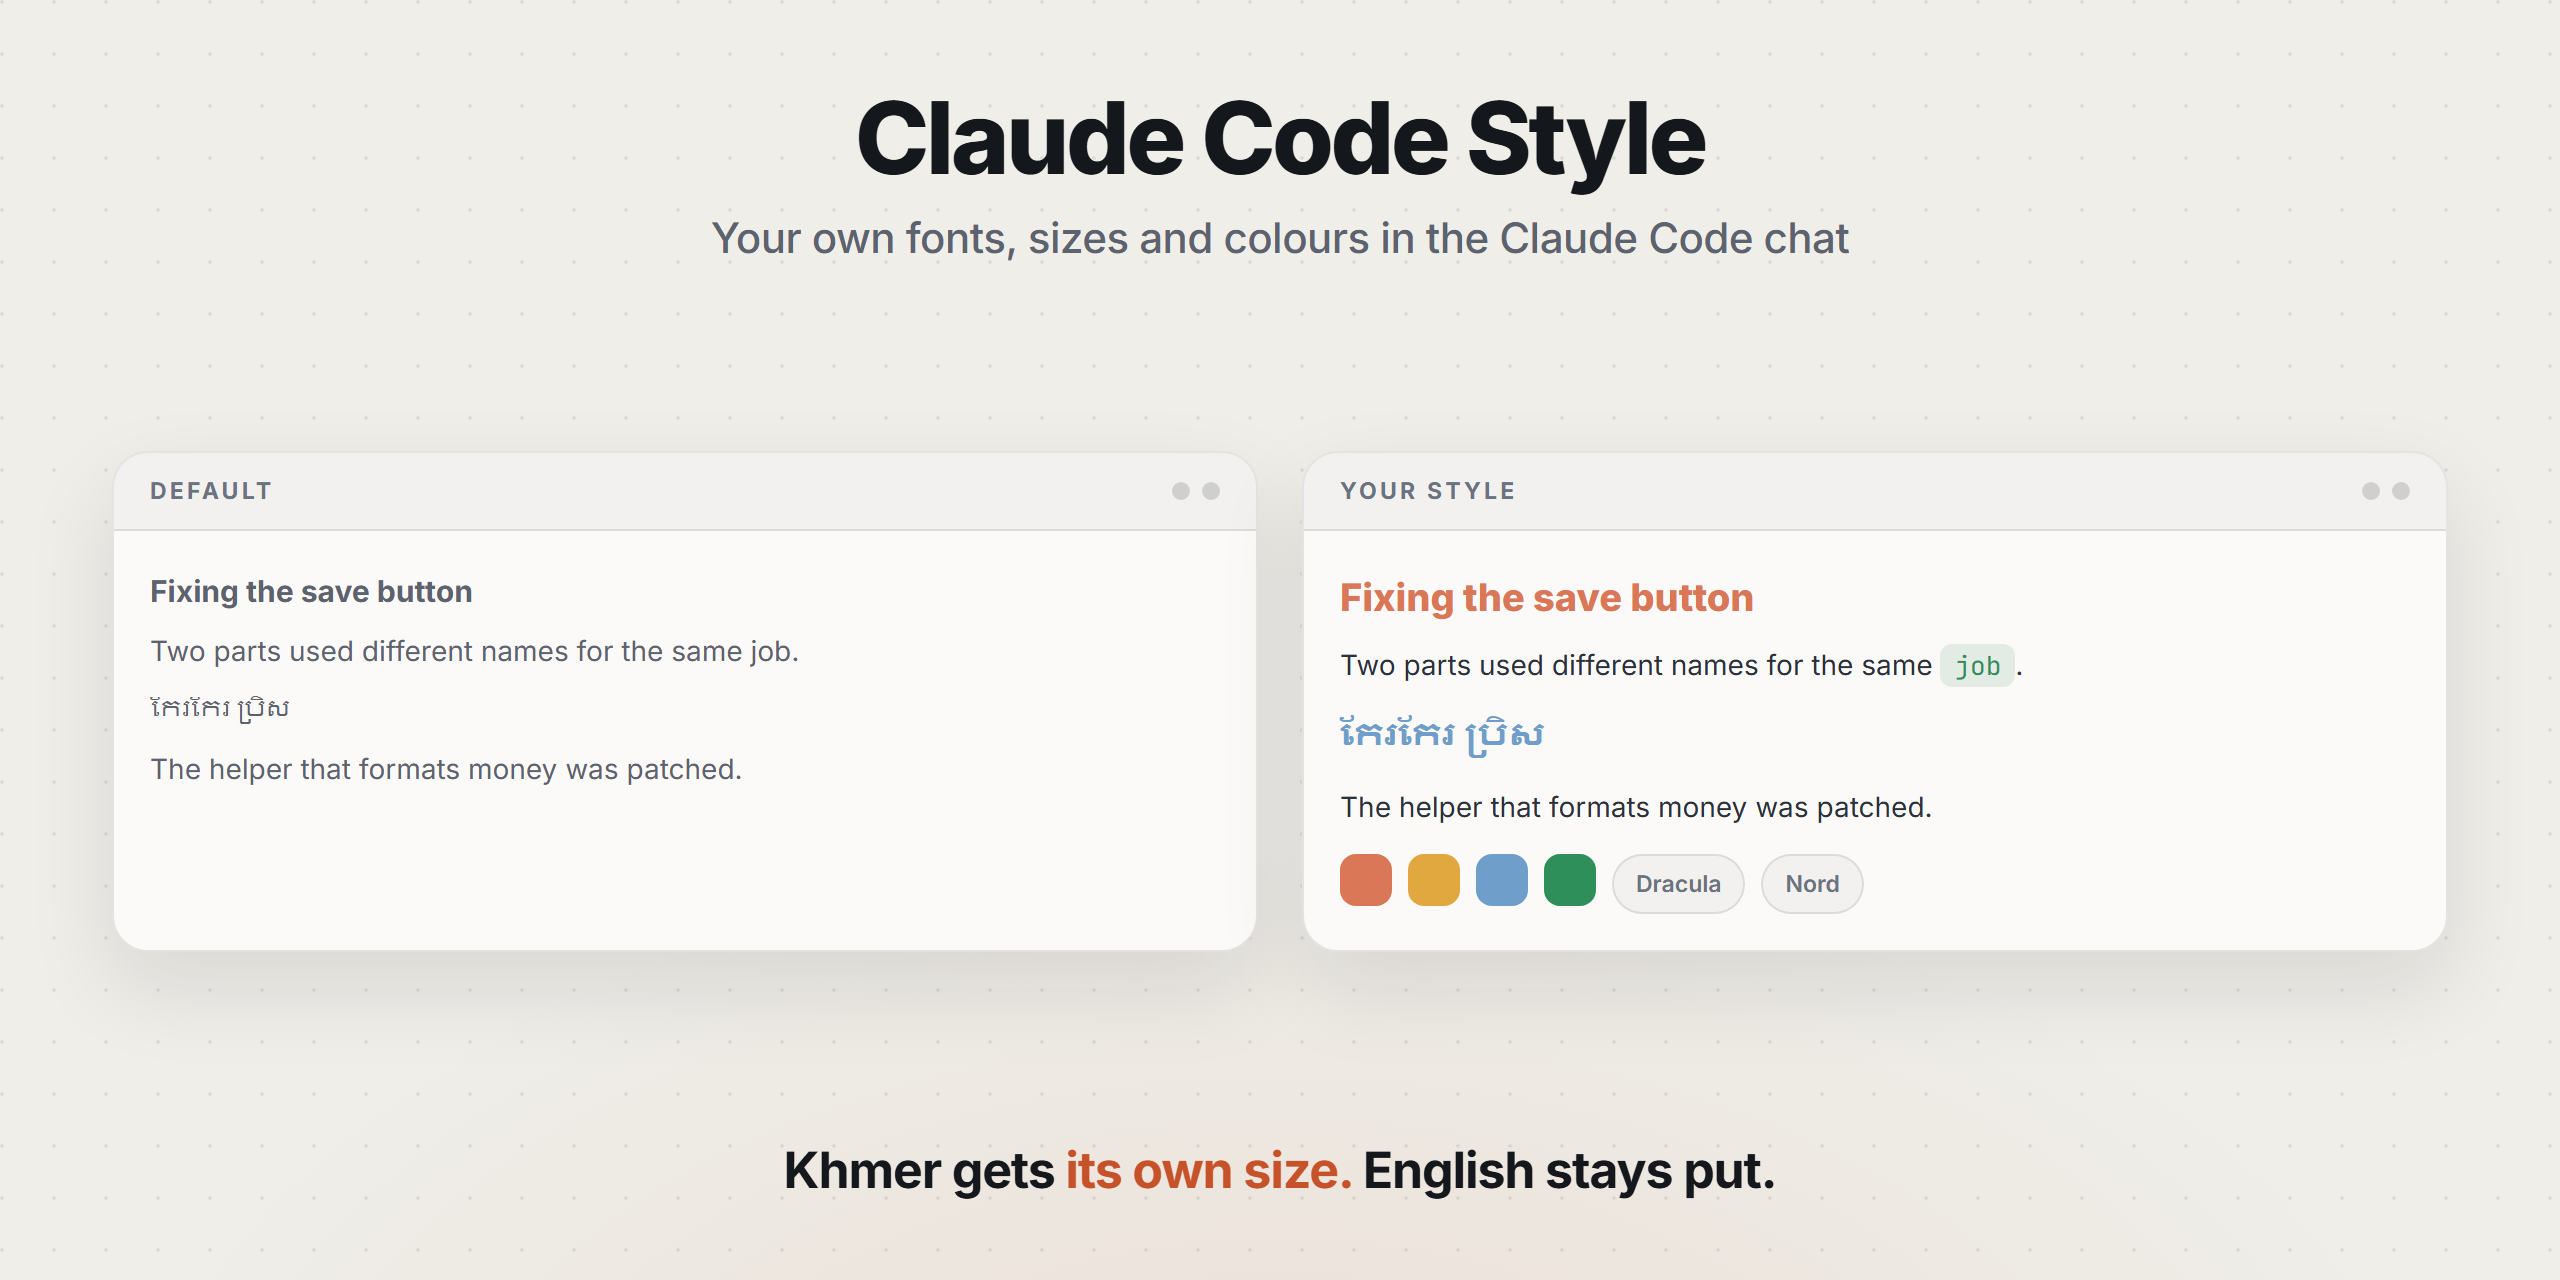 Claude Code Style
Your own fonts, sizes and colours in the Claude Code chat
DEFAULT
Fixing the save button
Two parts used different names for the same job.
កែរកែរ ប្រិស
The helper that formats money was patched.
YOUR STYLE
Fixing the save button
Two parts used different names for the same job.
កែរកែរ ប្រិស
The helper that formats money was patched.
Dracula
Nord
Khmer gets its own size. English stays put.